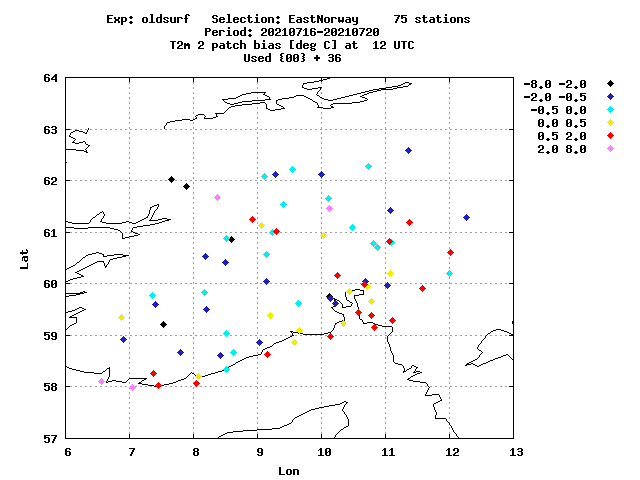 Exp: oldsurf Selection: EastNorway 75 stations
Period: 20210716-20210720
T2m 2 patch bias [deg C] at 12 UTC
Used {00} + 36
-8.0 -2.0
-2.0 -0.5
-0.5 0.0
0.0 0.5
0.5 2.0
2.0 8.0
64
63
62
61
60
59
58
57
Lat
6 7 8 9 10 11 12 13
Lon